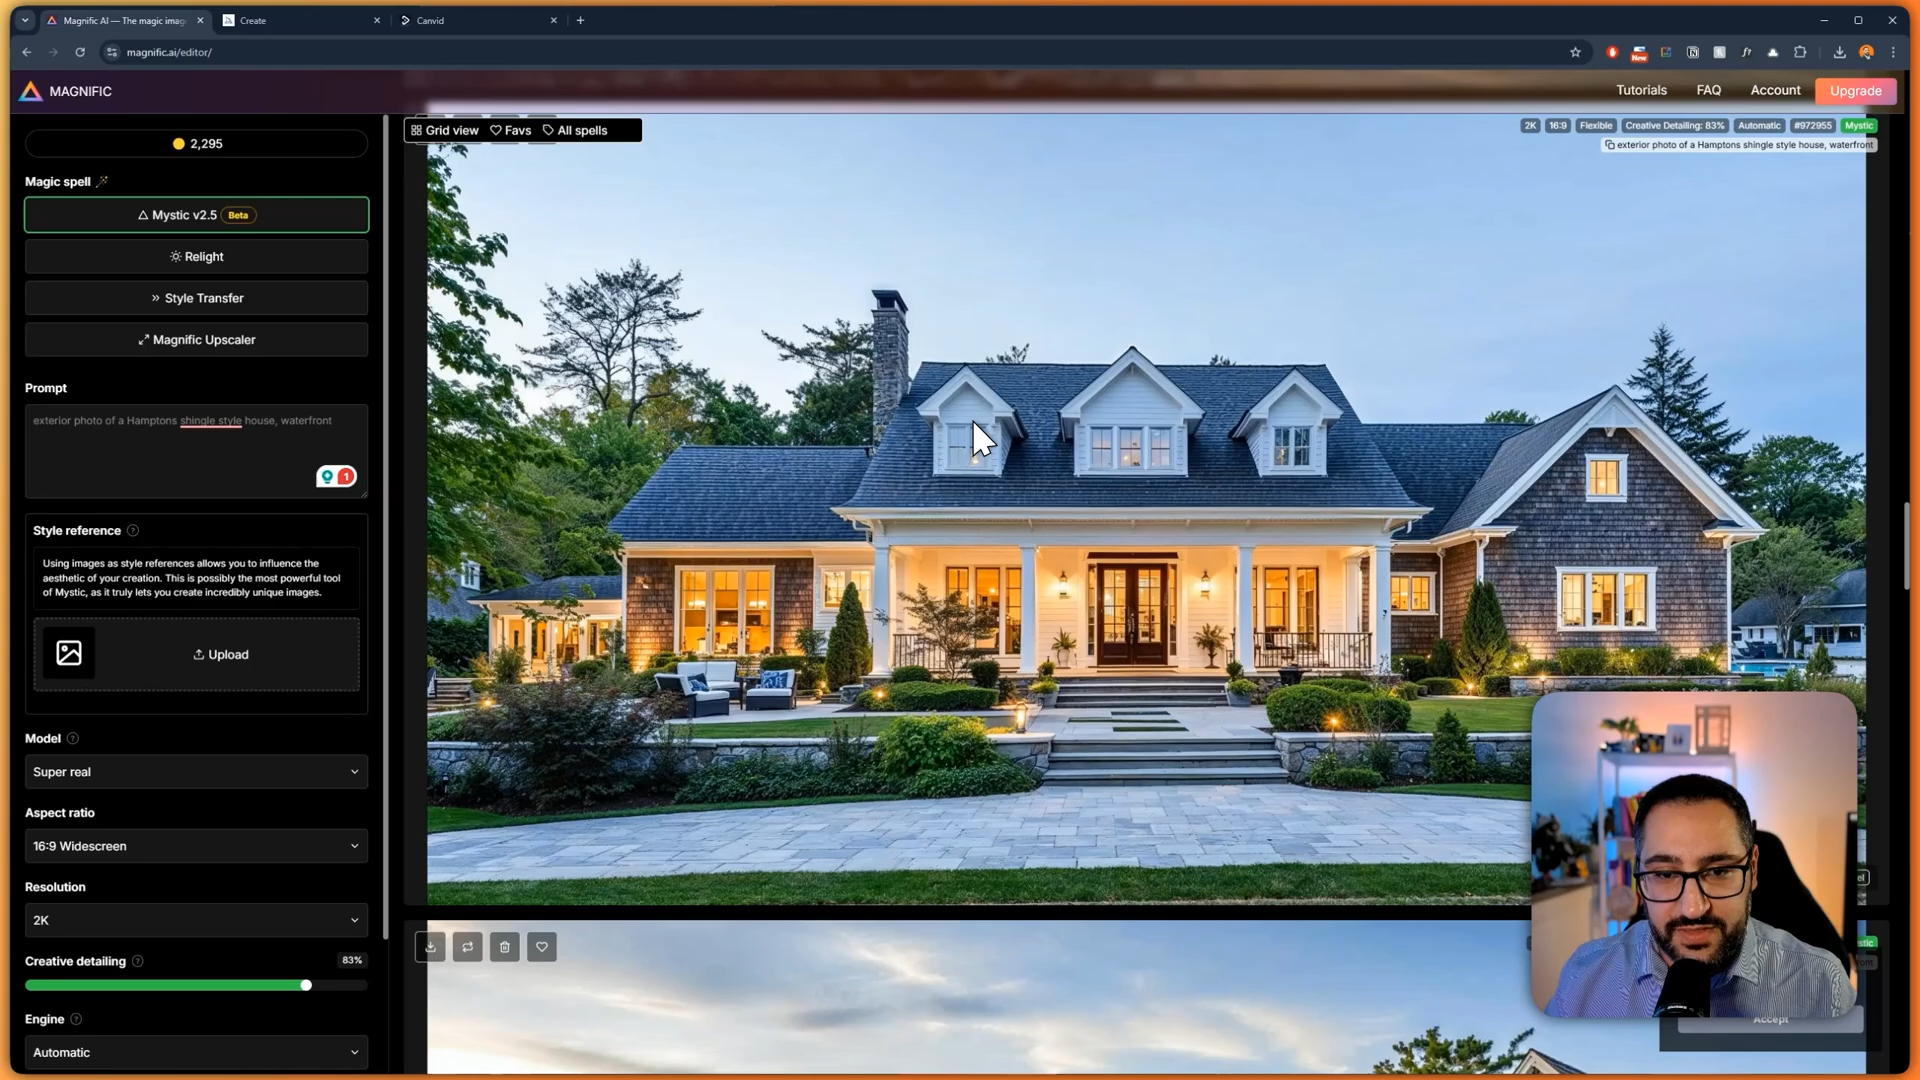 Magnific AI — The magic imag
Create
Canvid
magnific.ai/editor/
New
MAGNIFIC
Tutorials
FAQ
Account
Upgrade
2,295
Grid view
Favs
All spells
2K
16:9
Flexible
Creative Detailing: 83%
Automatic
#972955
Mystic
exterior photo of a Hamptons shingle style house, waterfront
Magic spell
Mystic v2.5 Beta
Relight
Style Transfer
Magnific Upscaler
Prompt
exterior photo of a Hamptons shingle style house, waterfront
1
Style reference
Using images as style references allows you to influence the
aesthetic of your creation. This is possibly the most powerful tool
of Mystic, as it truly lets you create incredibly unique images.
Upload
Model
Super real
Aspect ratio
16:9 Widescreen
Resolution
2K
Creative detailing
83%
Engine
Automatic
Accept